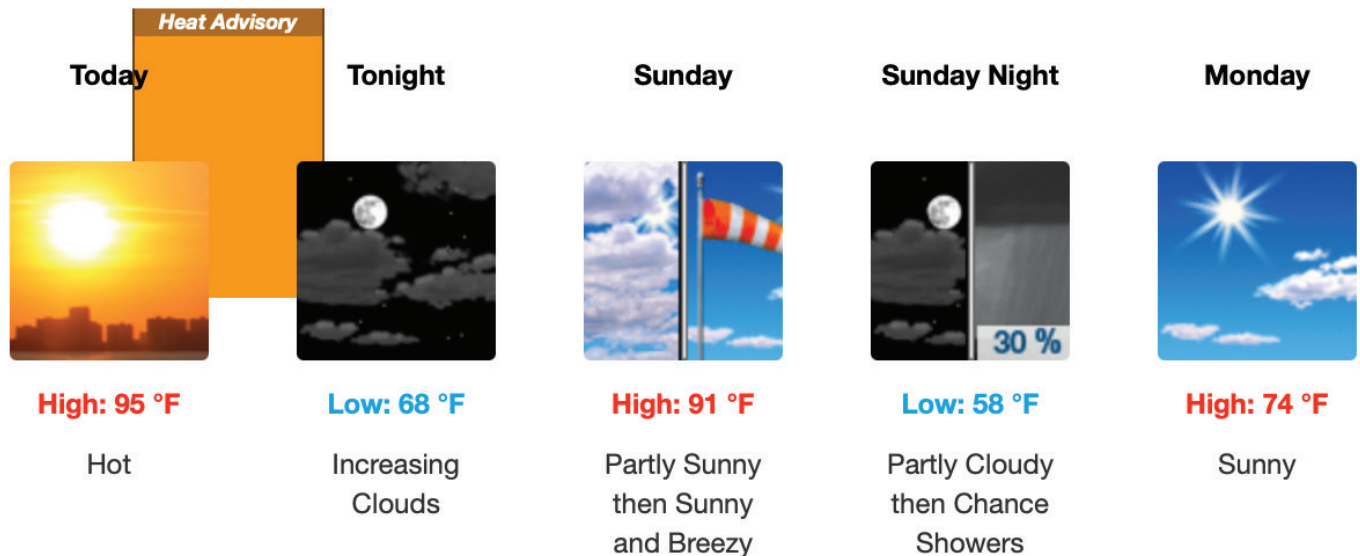 Heat Advisory
Today
Tonight
Sunday
Sunday Night
Monday
30 %
High: 95 °F
Low: 68 °F
High: 91 °F
Low: 58 °F
High: 74 °F
Hot
Increasing
Clouds
Partly Sunny
then Sunny
and Breezy
Partly Cloudy
then Chance
Showers
Sunny